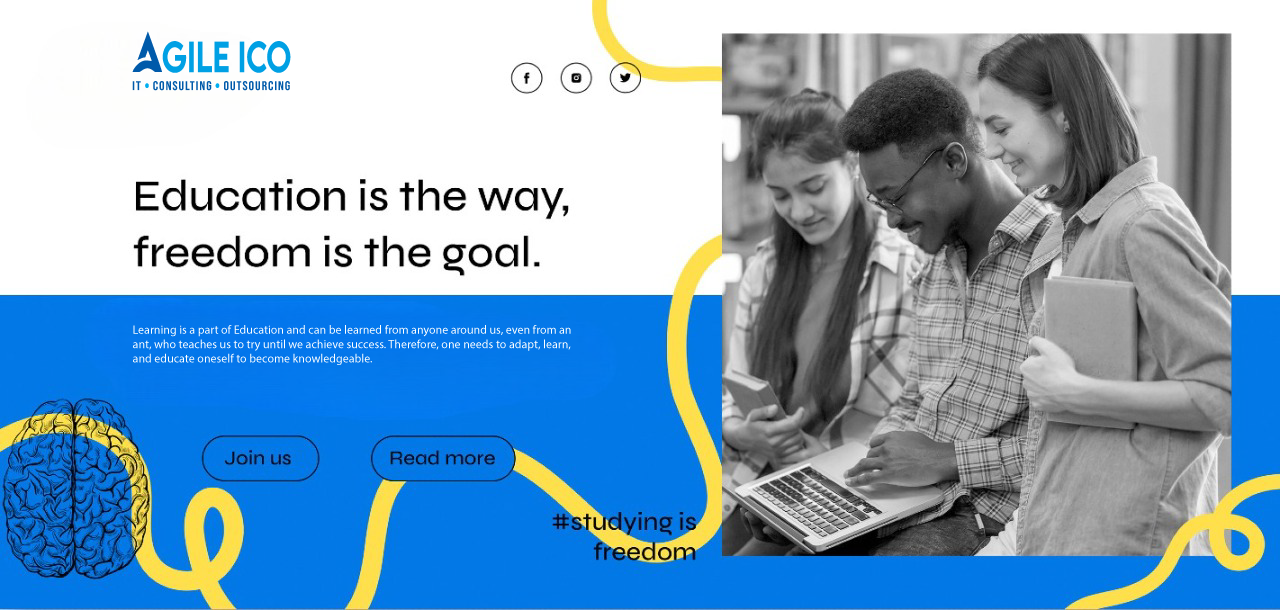 AGILE ICO
IT • CONSULTING • OUTSOURCING
Education is the way,
freedom is the goal.
Learning is a part of Education and can be learned from anyone around us, even from an
ant, who teaches us to try until we achieve success. Therefore, one needs to adapt, learn,
and educate oneself to become knowledgeable.
Join us
Read more
#studying is
freedom